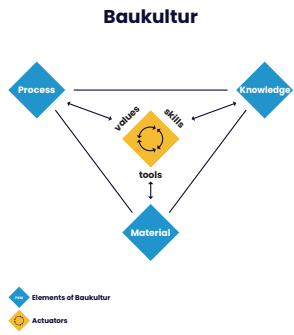 Baukultur
Process
Knowledge
values
skills
tools
Material
Elements of Baukultur
Actuators